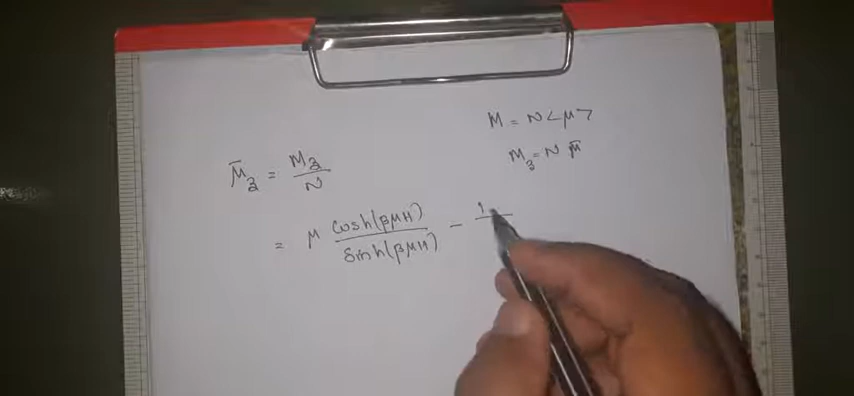 M = N<μ>
M_z = N μ̄
μ̄_z = M_z / N
= μ cosh(βμH) / sinh(βμH) - 1